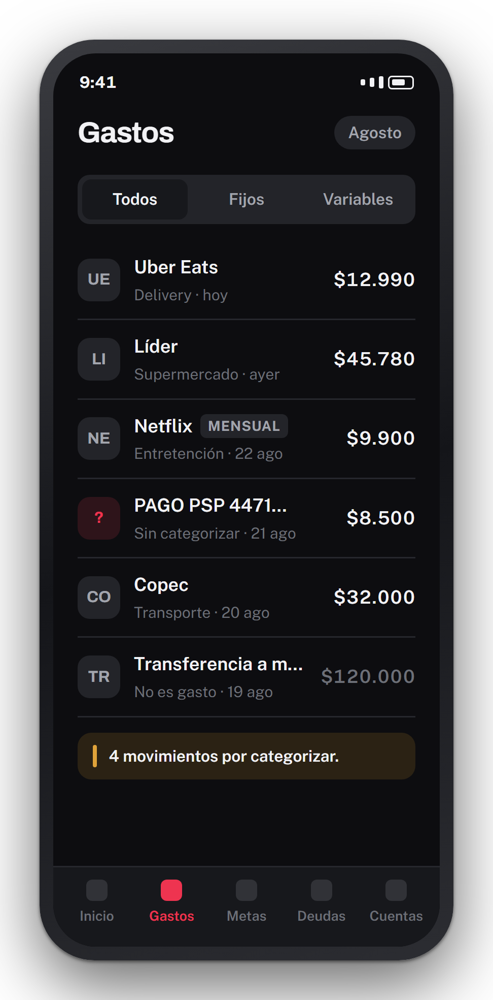 9:41
Gastos
Agosto
Todos Fijos Variables
UE
Uber Eats
Delivery · hoy
$12.990
LI
Líder
Supermercado · ayer
$45.780
NE
Netflix MENSUAL
Entretención · 22 ago
$9.900
?
PAGO PSP 4471...
Sin categorizar · 21 ago
$8.500
CO
Copec
Transporte · 20 ago
$32.000
TR
Transferencia a m...
No es gasto · 19 ago
$120.000
4 movimientos por categorizar.
Inicio Gastos Metas Deudas Cuentas